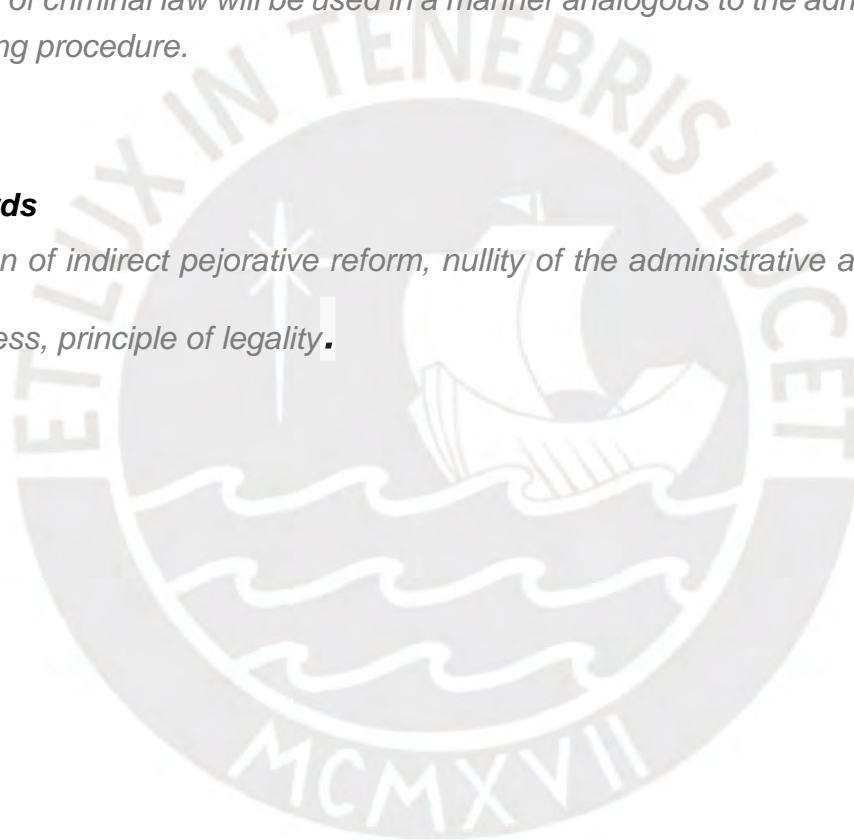 of criminal law will be used in a manner analogous to the adm
ng procedure.
ds
n of indirect pejorative reform, nullity of the administrative a
ess, principle of legality.
ET LUX IN TENEBRIS LUCET
MCMXVII